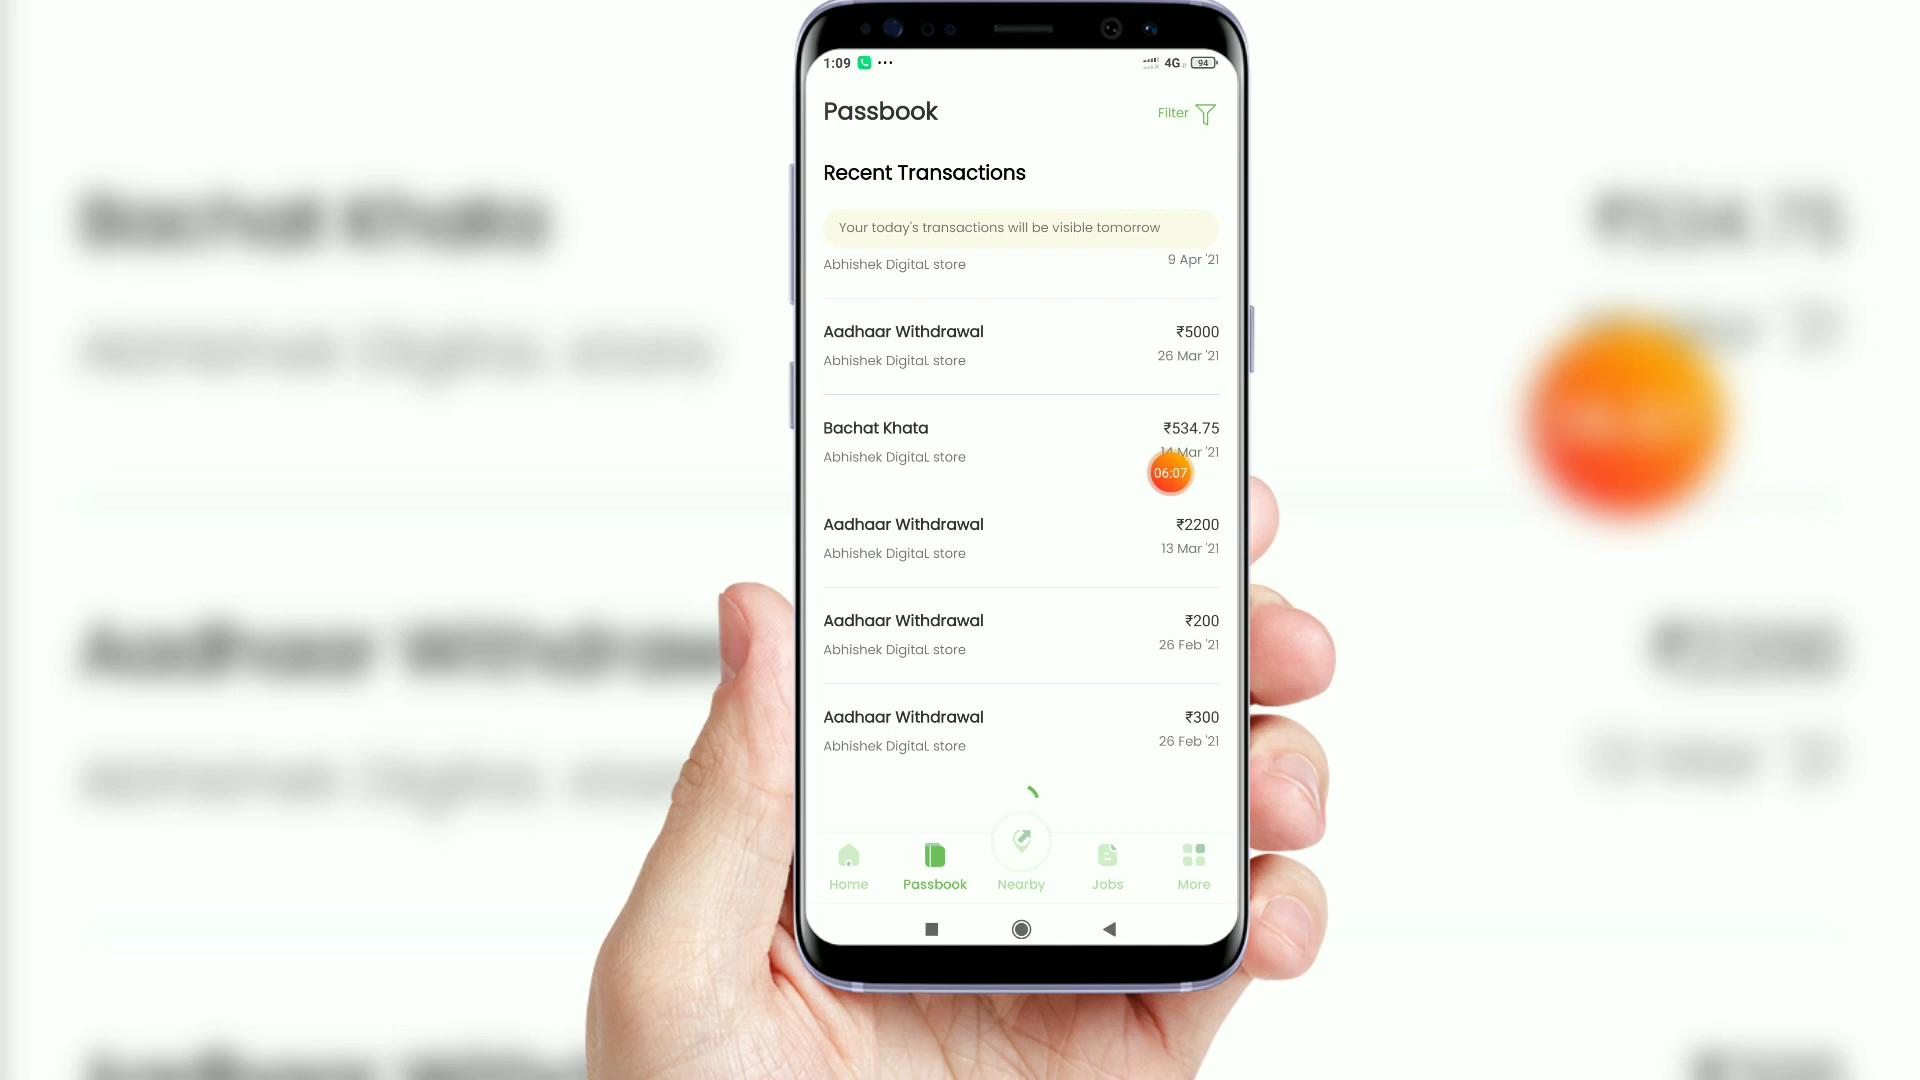 1:09
4G
94
Passbook
Filter
Recent Transactions
Your today's transactions will be visible tomorrow
Abhishek DigitaL store
9 Apr '21
Aadhaar Withdrawal
₹5000
Abhishek DigitaL store
26 Mar '21
Bachat Khata
₹534.75
Abhishek DigitaL store
14 Mar '21
06:07
Aadhaar Withdrawal
₹2200
Abhishek DigitaL store
13 Mar '21
Aadhaar Withdrawal
₹200
Abhishek DigitaL store
26 Feb '21
Aadhaar Withdrawal
₹300
Abhishek DigitaL store
26 Feb '21
Home
Passbook
Nearby
Jobs
More